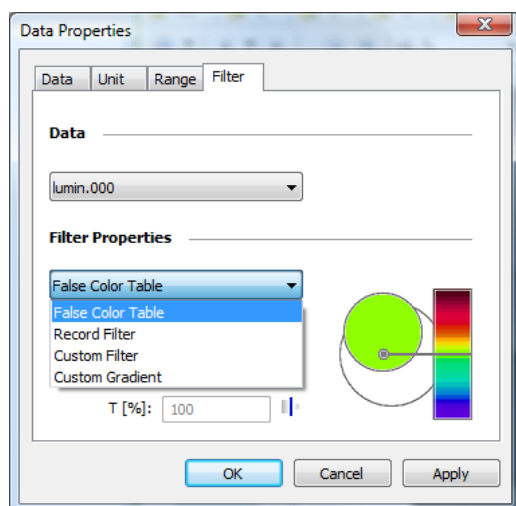 Data Properties
Data Unit Range Filter
Data
lumin.000
Filter Properties
False Color Table
False Color Table
Record Filter
Custom Filter
Custom Gradient
T [%]: 100
OK Cancel Apply